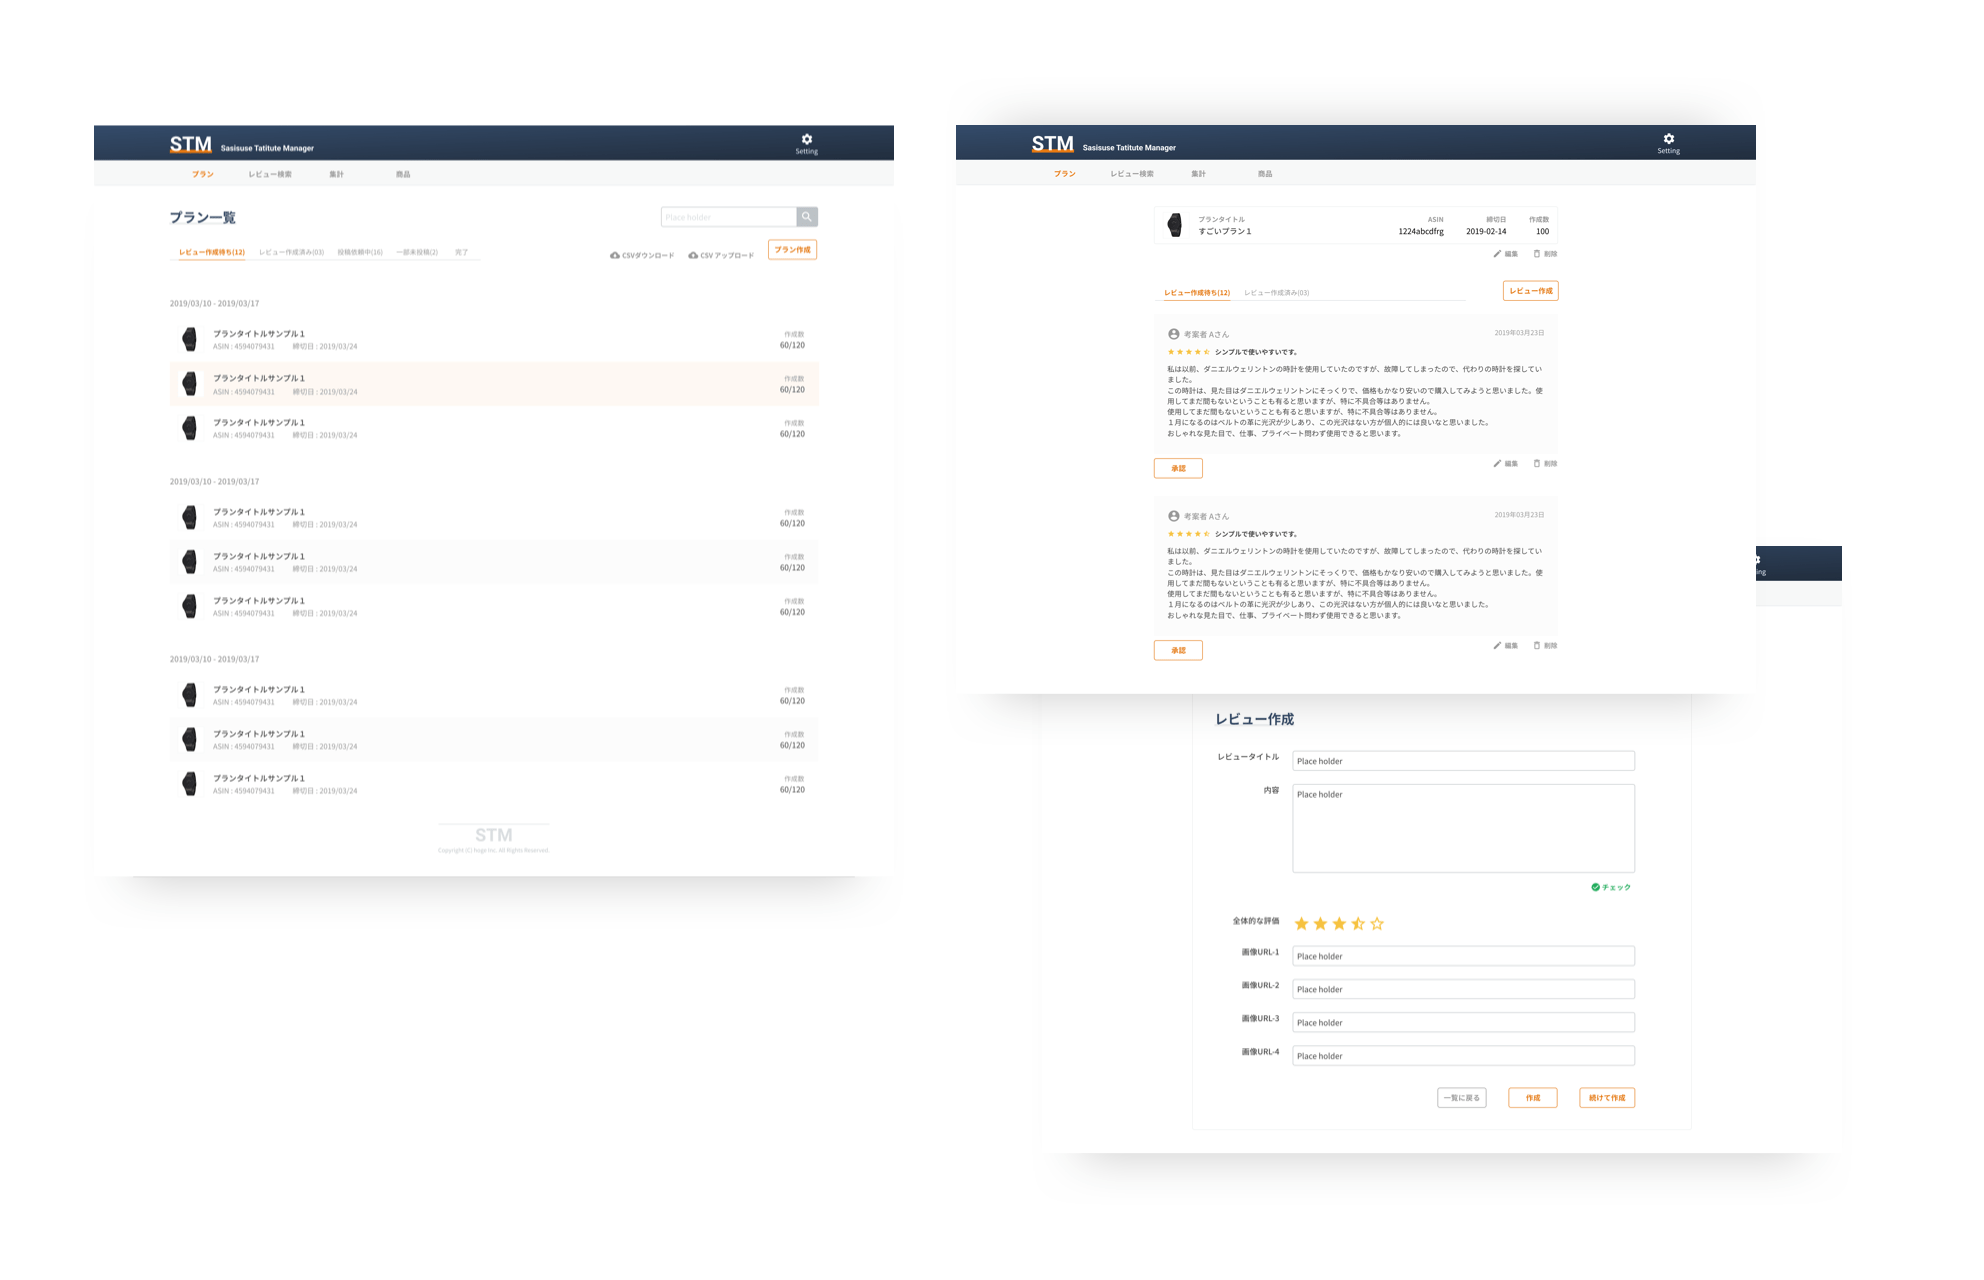 STM Sasisuse Tatitute Manager
Setting
プラン レビュー検索 集計 商品
プラン一覧
Place holder
レビュー作成待ち(12) レビュー作成済み(03) 投稿依頼中(16) 一部未投稿(2) 完了
CSVダウンロード CSV アップロード プラン作成
2019/03/10 - 2019/03/17
プランタイトルサンプル１
ASIN : 4594079431 締切日 : 2019/03/24
作成数
60/120
プランタイトルサンプル１
ASIN : 4594079431 締切日 : 2019/03/24
作成数
60/120
プランタイトルサンプル１
ASIN : 4594079431 締切日 : 2019/03/24
作成数
60/120
2019/03/10 - 2019/03/17
プランタイトルサンプル１
ASIN : 4594079431 締切日 : 2019/03/24
作成数
60/120
プランタイトルサンプル１
ASIN : 4594079431 締切日 : 2019/03/24
作成数
60/120
プランタイトルサンプル１
ASIN : 4594079431 締切日 : 2019/03/24
作成数
60/120
2019/03/10 - 2019/03/17
プランタイトルサンプル１
ASIN : 4594079431 締切日 : 2019/03/24
作成数
60/120
プランタイトルサンプル１
ASIN : 4594079431 締切日 : 2019/03/24
作成数
60/120
プランタイトルサンプル１
ASIN : 4594079431 締切日 : 2019/03/24
作成数
60/120
STM
Copyright (C) Hoge Inc. All Rights Reserved.
STM Sasisuse Tatitute Manager
Setting
プラン レビュー検索 集計 商品
プランタイトル ASIN 締切日 作成数
すごいプラン１ 1224abcdfrg 2019-02-14 100
編集 削除
レビュー作成待ち(12) レビュー作成済み(03) レビュー作成
考案者 Aさん 2019年03月23日
シンプルで使いやすいです。
私は以前、ダニエルウェリントンの時計を使用していたのですが、故障してしまったので、代わりの時計を探してい
ました。
この時計は、見た目はダニエルウェリントンにそっくりで、価格もかなり安いので購入してみようと思いました。使
用してまだ間もないということも有ると思いますが、特に不具合等はありません。
使用してまだ間もないということも有ると思いますが、特に不具合等はありません。
１月になるのはベルトの革に光沢が少しあり、この光沢はない方が個人的には良いなと思いました。
おしゃれな見た目で、仕事、プライベート問わず使用できると思います。
承認 編集 削除
考案者 Aさん 2019年03月23日
シンプルで使いやすいです。
私は以前、ダニエルウェリントンの時計を使用していたのですが、故障してしまったので、代わりの時計を探してい
ました。
この時計は、見た目はダニエルウェリントンにそっくりで、価格もかなり安いので購入してみようと思いました。使
用してまだ間もないということも有ると思いますが、特に不具合等はありません。
使用してまだ間もないということも有ると思いますが、特に不具合等はありません。
１月になるのはベルトの革に光沢が少しあり、この光沢はない方が個人的には良いなと思いました。
おしゃれな見た目で、仕事、プライベート問わず使用できると思います。
承認 編集 削除
ing
レビュー作成
レビュータイトル Place holder
内容 Place holder
チェック
全体的な評価
画像URL-1 Place holder
画像URL-2 Place holder
画像URL-3 Place holder
画像URL-4 Place holder
一覧に戻る 作成 続けて作成